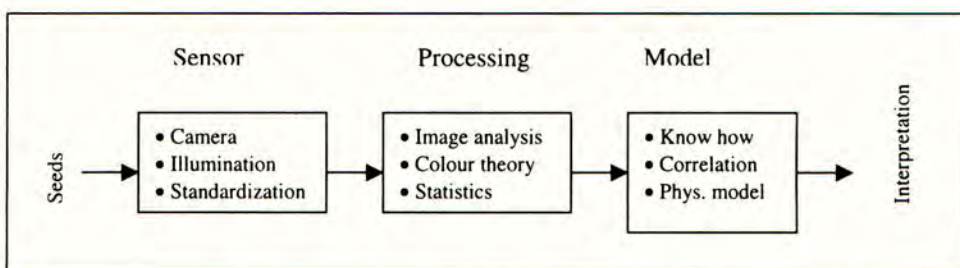 Sensor
Processing
Model
Seeds
• Camera
• Illumination
• Standardization
• Image analysis
• Colour theory
• Statistics
• Know how
• Correlation
• Phys. model
Interpretation